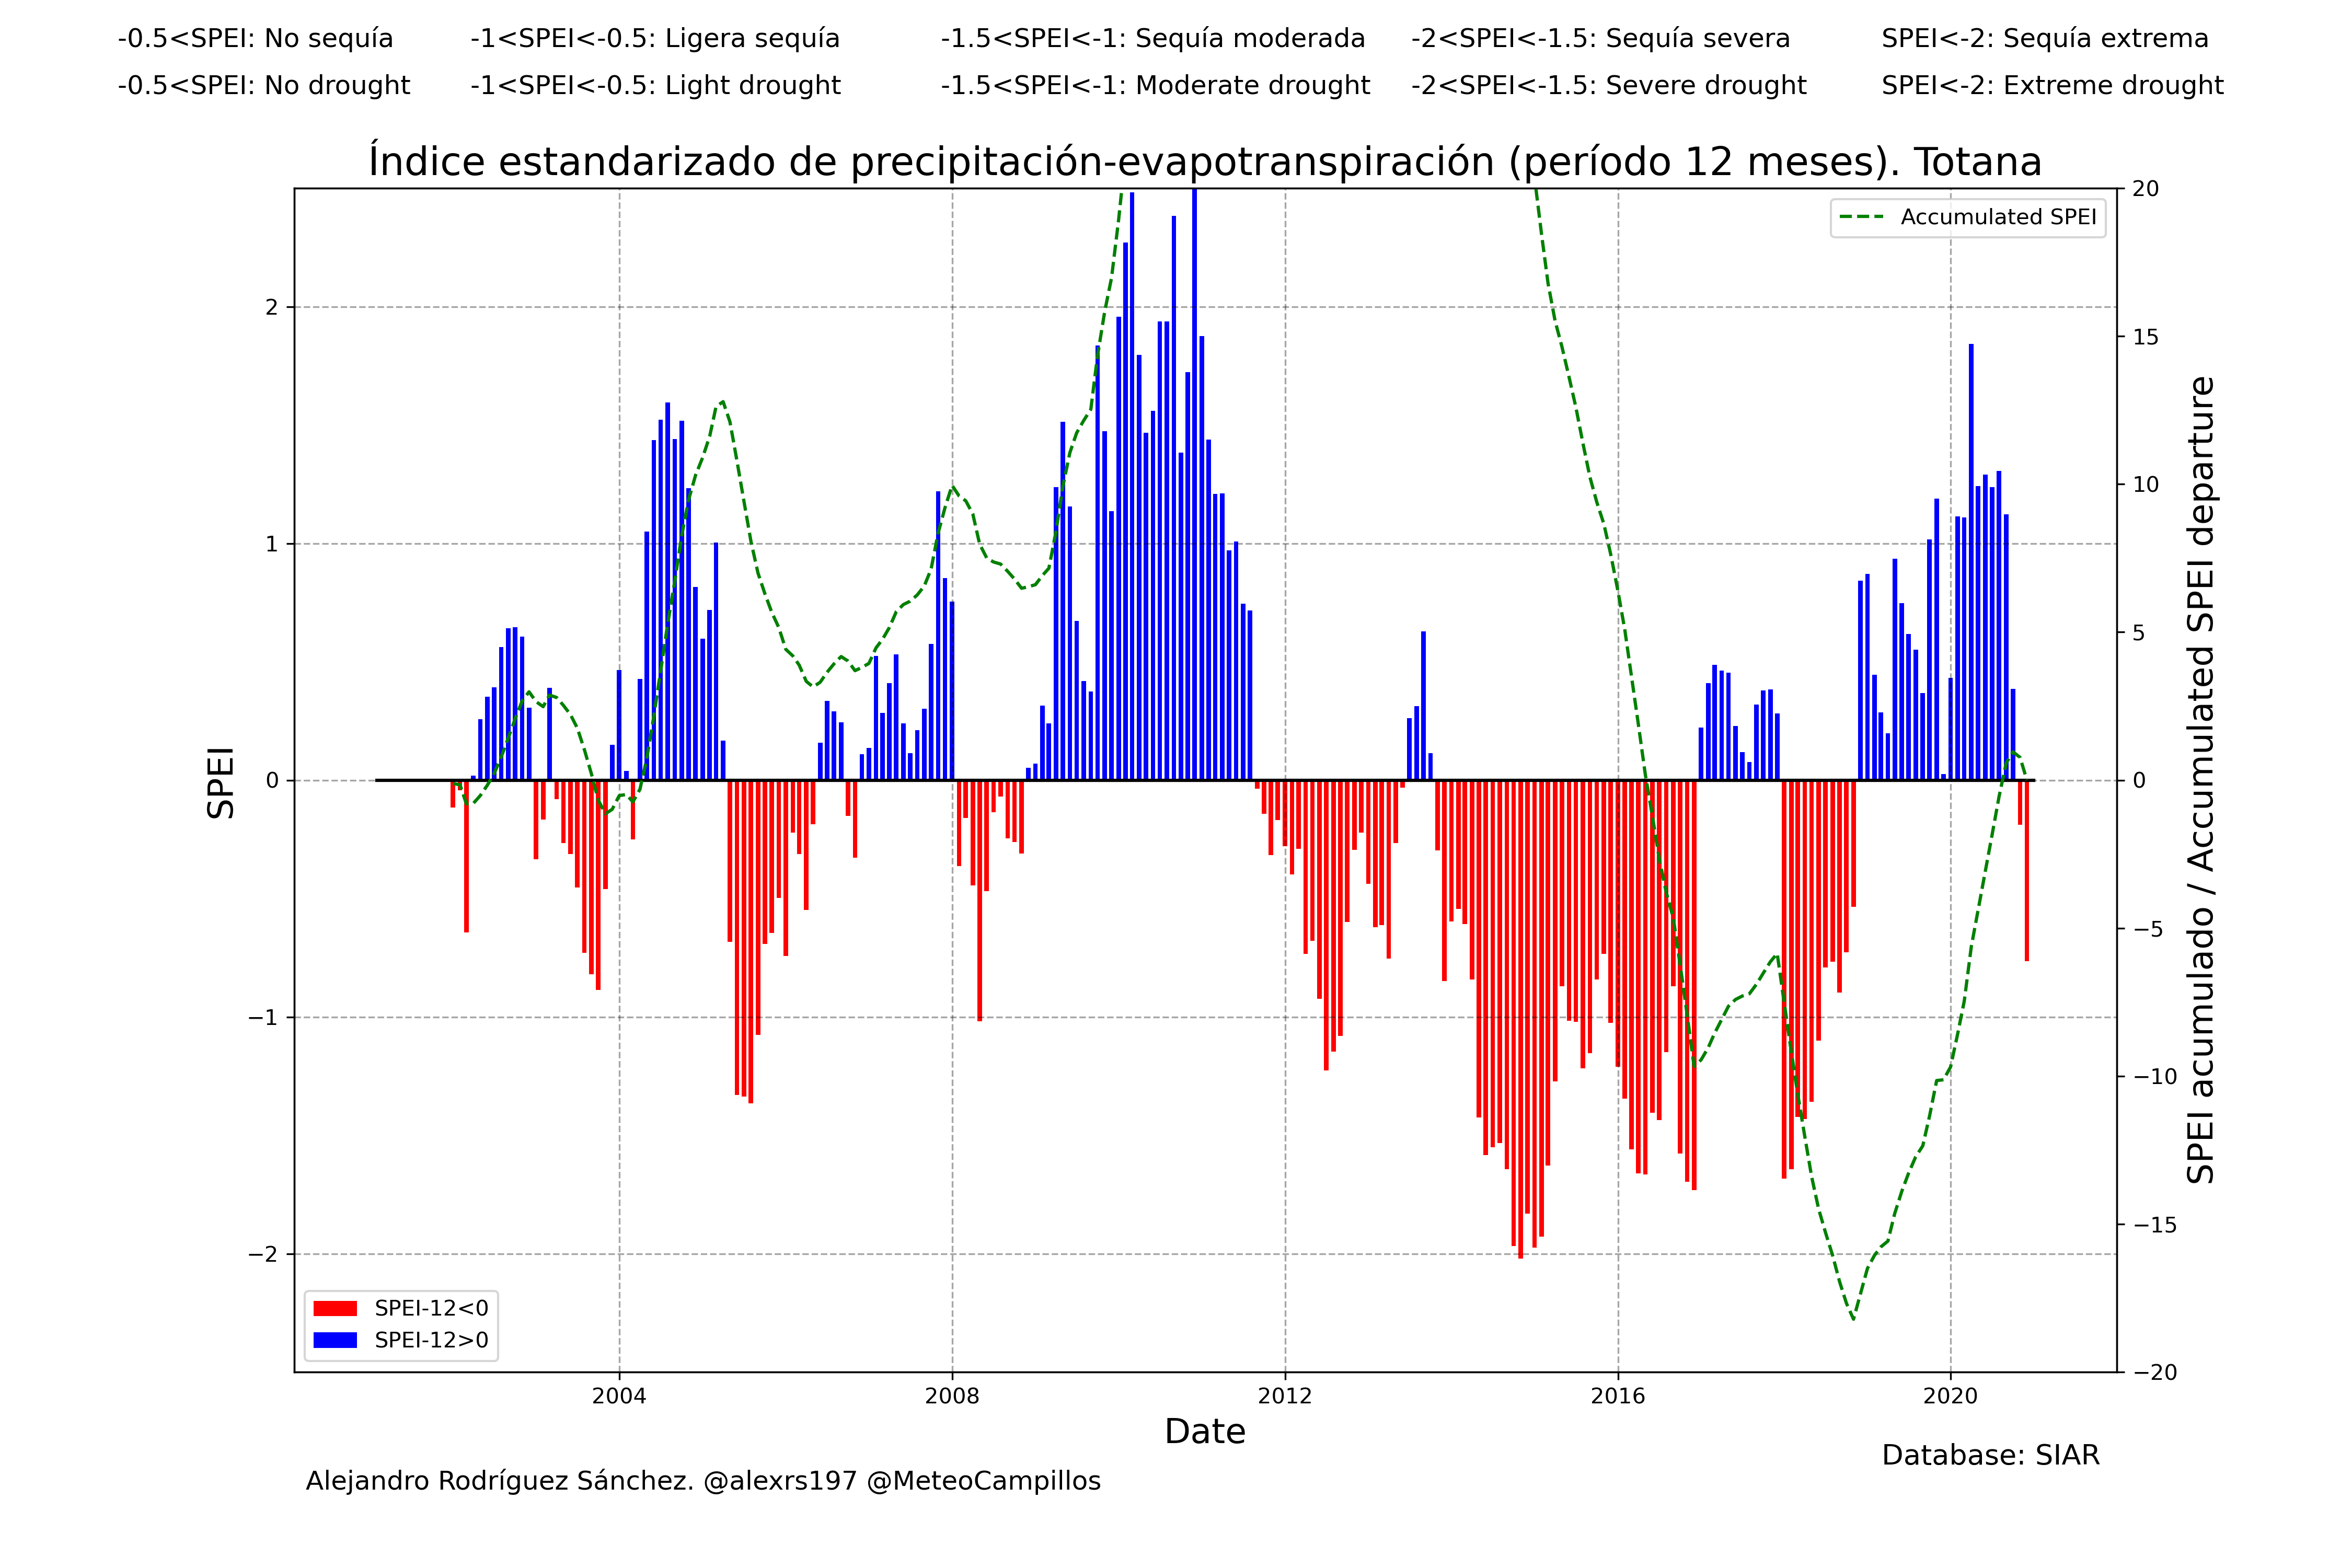 -0.5<SPEI: No sequía -1<SPEI<-0.5: Ligera sequía -1.5<SPEI<-1: Sequía moderada -2<SPEI<-1.5: Sequía severa SPEI<-2: Sequía extrema
-0.5<SPEI: No drought -1<SPEI<-0.5: Light drought -1.5<SPEI<-1: Moderate drought -2<SPEI<-1.5: Severe drought SPEI<-2: Extreme drought
Índice estandarizado de precipitación-evapotranspiración (período 12 meses). Totana
Accumulated SPEI
2
1
0
−1
−2
SPEI
20
15
10
5
0
−5
−10
−15
−20
SPEI acumulado / Accumulated SPEI departure
SPEI-12<0
SPEI-12>0
2004 2008 2012 2016 2020
Date
Database: SIAR
Alejandro Rodríguez Sánchez. @alexrs197 @MeteoCampillos